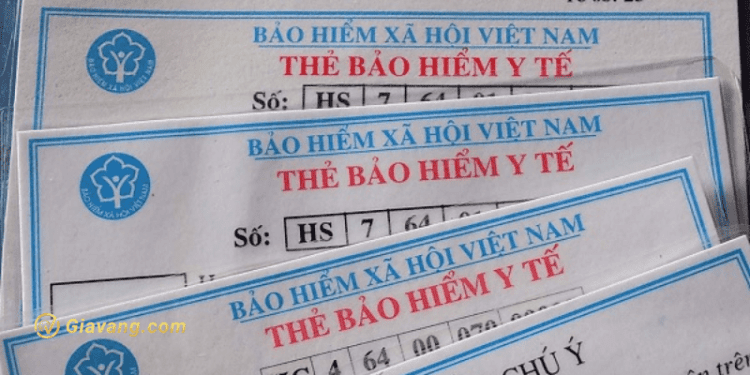 BẢO HIỂM XÃ HỘI VIỆT NAM
THẺ BẢO HIỂM Y TẾ
Số: HS 7 64
BẢO HIỂM XÃ HỘI VIỆT NAM
THẺ BẢO HIỂM Y TẾ
Số: HS 7 64
BẢO HIỂM XÃ HỘI VIỆT NAM
THẺ BẢO HIỂM Y TẾ
4 64 00 070
CHÚ Ý
trên
Giavang.com